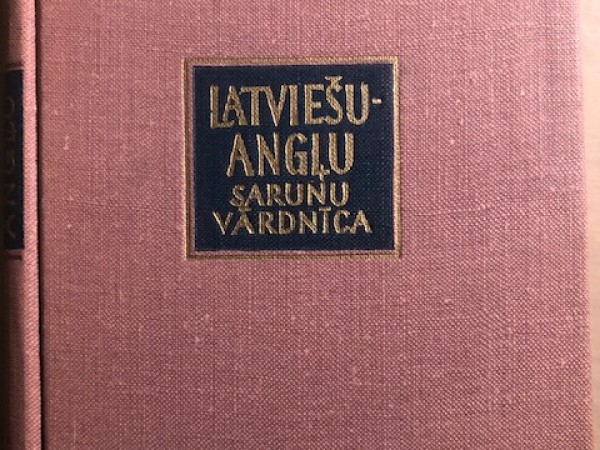 LATVIEŠU-
ANGĻU
SARUNU
VĀRDNĪCA